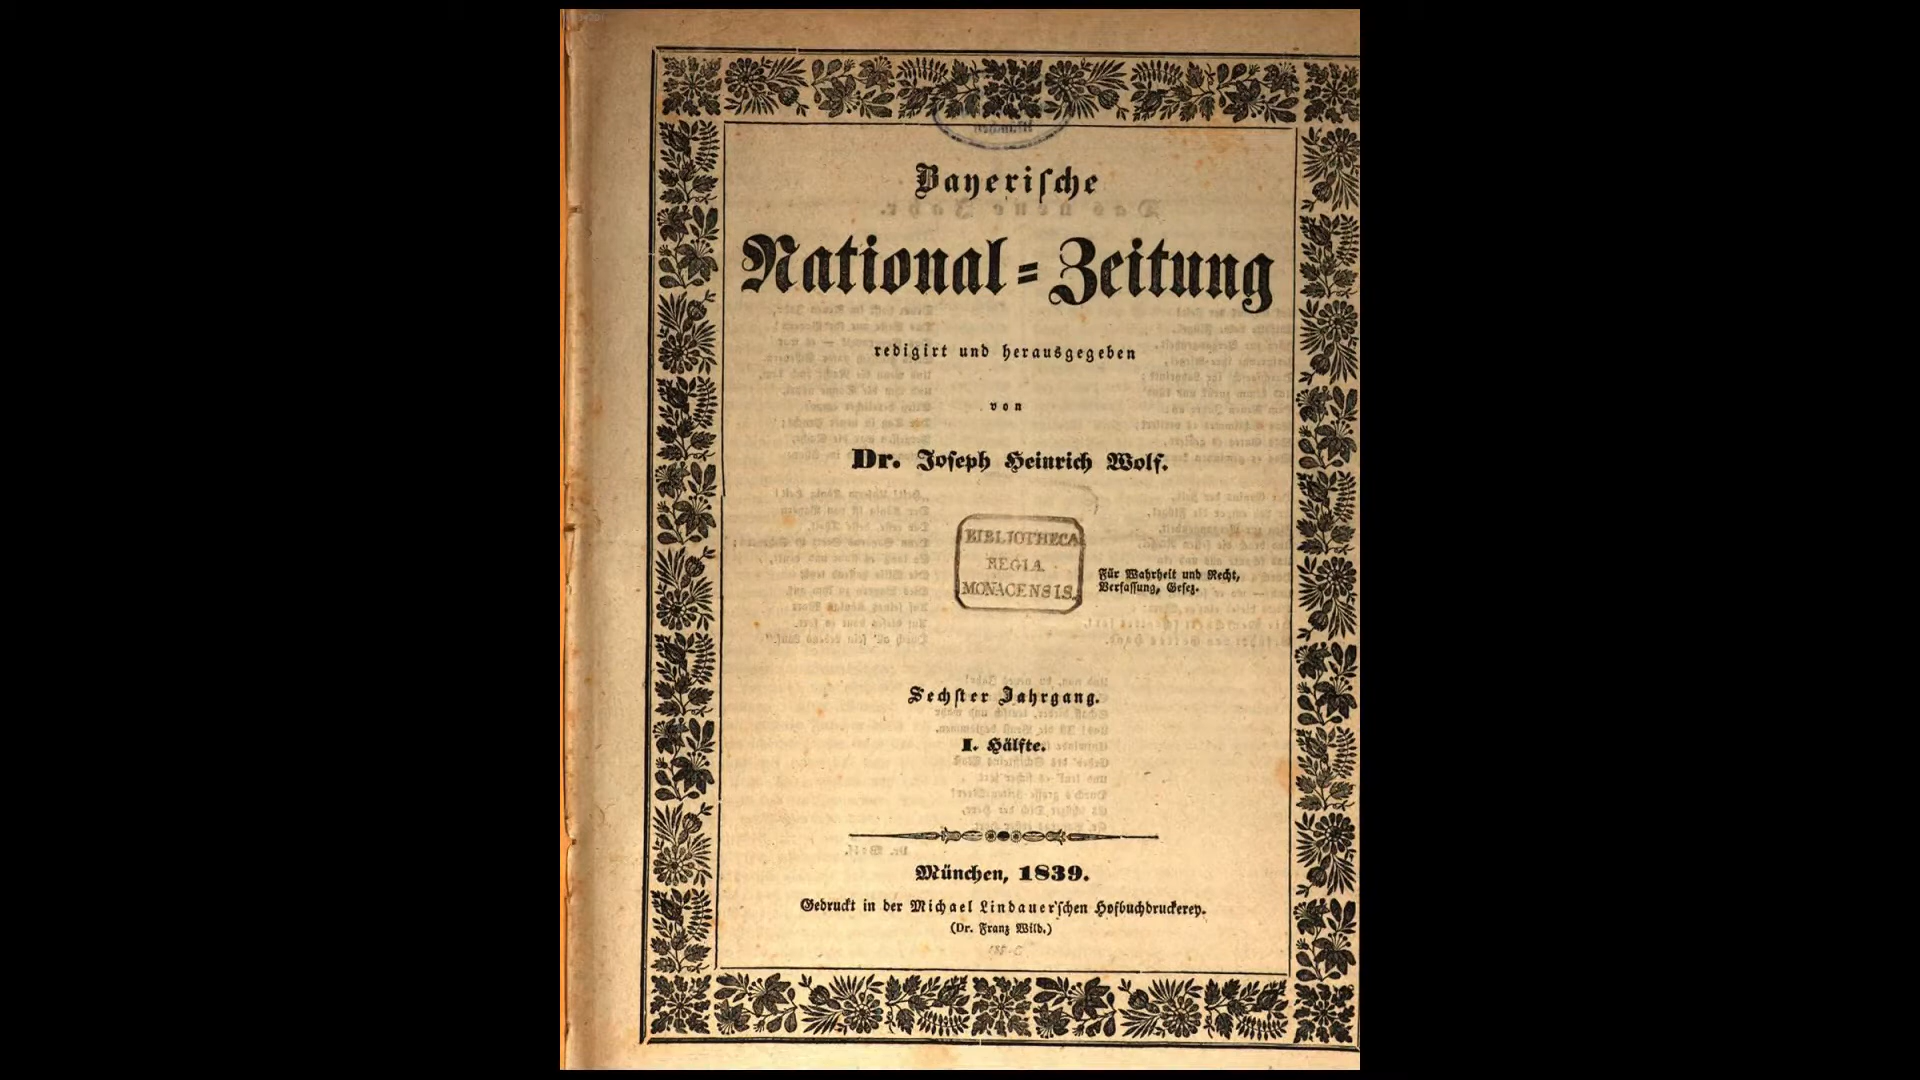 Bayerische
National-Zeitung
redigirt und herausgegeben
von
Dr. Joseph Heinrich Wolf.
BIBLIOTHECA
REGIA
MONACENSIS.
Für Wahrheit und Recht,
Verfassung, Gesez.
Sechster Jahrgang.
I. Hälfte.
München, 1839.
Gedruckt in der Michael Lindauer'schen Hofbuchdruckerey.
(Dr. Franz Wild.)